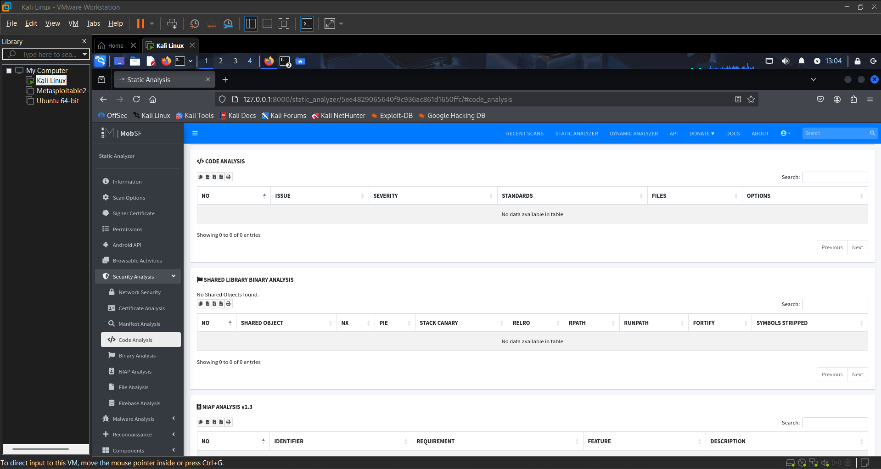 Kali Linux - VMware Workstation
File Edit View VM Tabs Help
Library
Type here to sea...
My Computer
Kali Linux
Metasploitable2
Ubuntu 64-bit
Home
Kali Linux
1 2 3 4
2
13:04
Static Analysis
127.0.0.1:8000/static_analyzer/5ee4829065640f9c936ac861d1650ffc/#code_analysis
OffSec Kali Linux Kali Tools Kali Docs Kali Forums Kali NetHunter Exploit-DB Google Hacking DB
MobSF
RECENT SCANS STATIC ANALYZER DYNAMIC ANALYZER API DONATE DOCS ABOUT
Search
Static Analyzer
Information
Scan Options
Signer Certificate
Permissions
Android API
Browsable Activities
Security Analysis
Network Security
Certificate Analysis
Manifest Analysis
Code Analysis
Binary Analysis
NIAP Analysis
File Analysis
Firebase Analysis
Malware Analysis
Reconnaissance
Components
</> CODE ANALYSIS
Search:
NO ISSUE SEVERITY STANDARDS FILES OPTIONS
No data available in table
Showing 0 to 0 of 0 entries
Previous Next
SHARED LIBRARY BINARY ANALYSIS
No Shared Objects found.
Search:
NO SHARED OBJECT NX PIE STACK CANARY RELRO RPATH RUNPATH FORTIFY SYMBOLS STRIPPED
No data available in table
Showing 0 to 0 of 0 entries
Previous Next
NIAP ANALYSIS v1.3
Search:
NO IDENTIFIER REQUIREMENT FEATURE DESCRIPTION
To direct input to this VM, move the mouse pointer inside or press Ctrl+G.